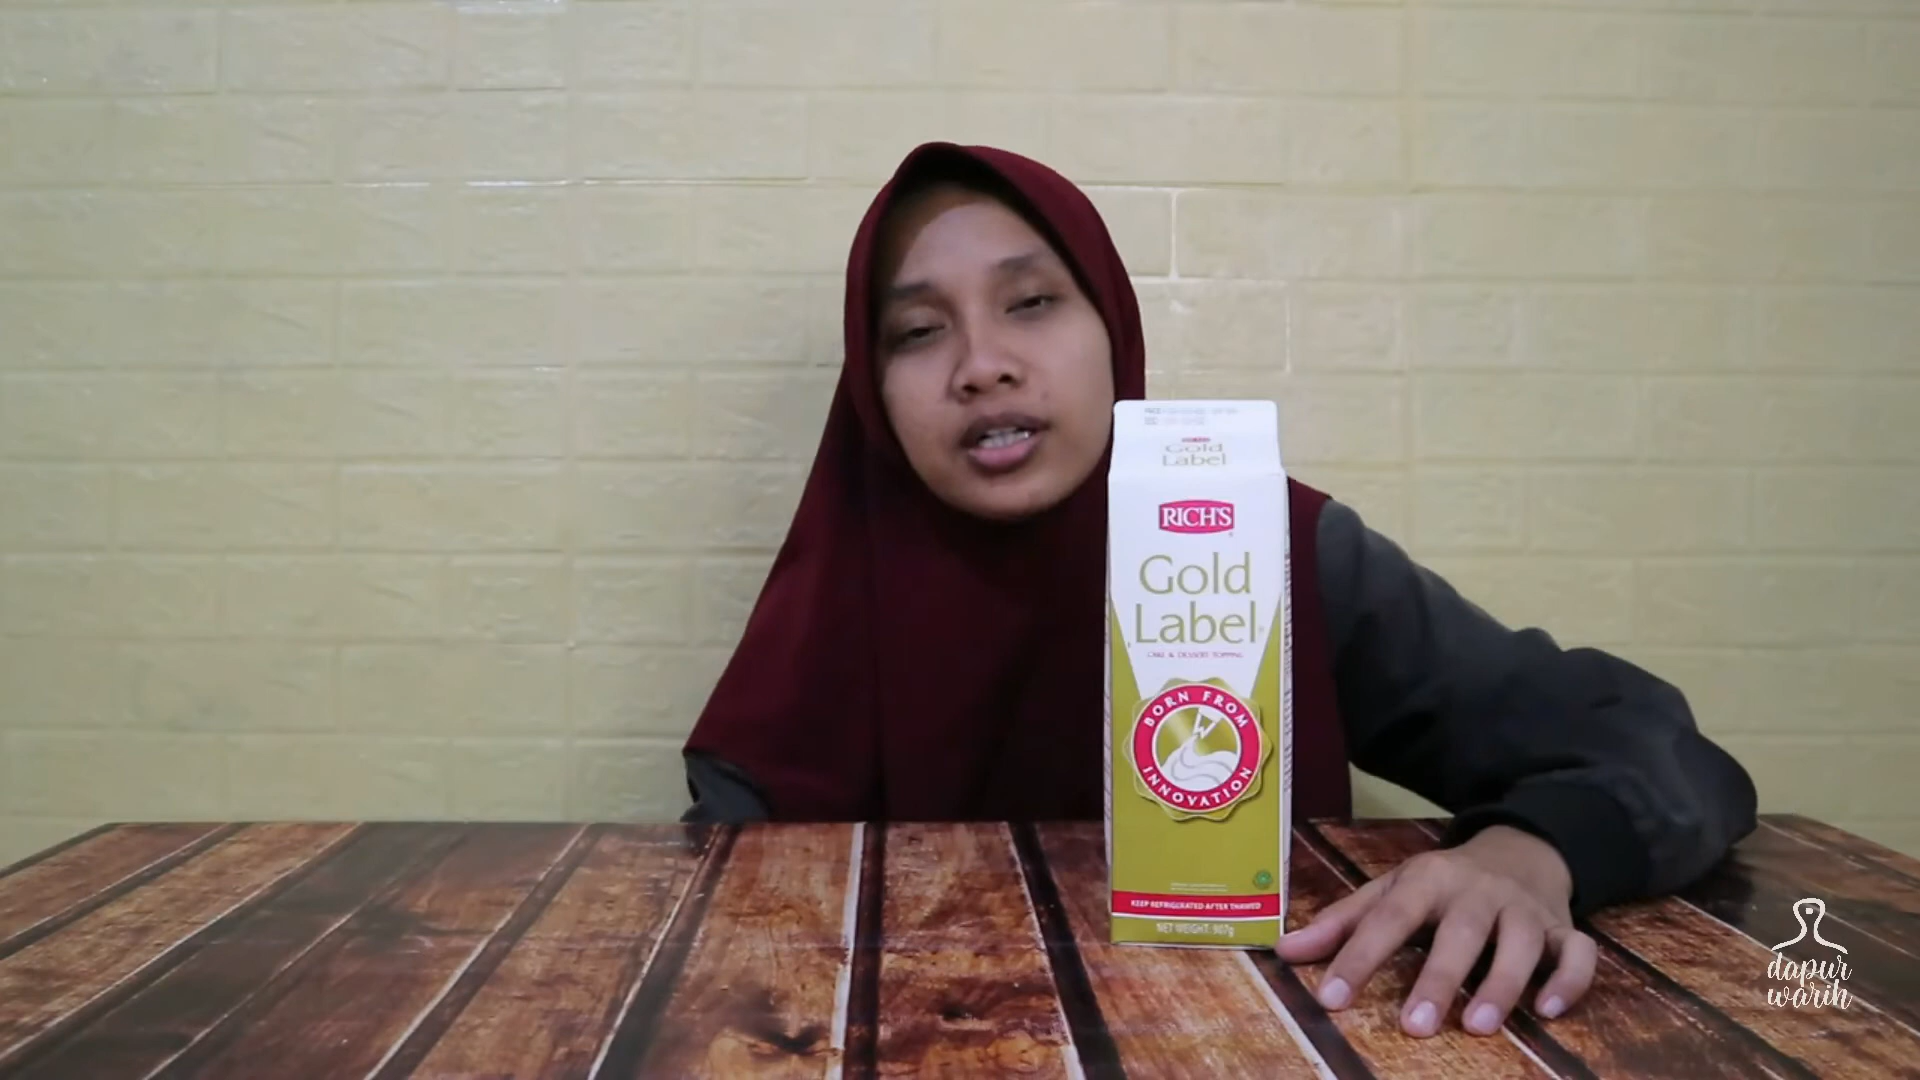 Gold
Label
RICH'S
Gold
Label
CAKE & DESSERT TOPPING
BORN FROM
INNOVATION
KEEP REFRIGERATED AFTER THAWED
NET WEIGHT: 907g
dapur
warih